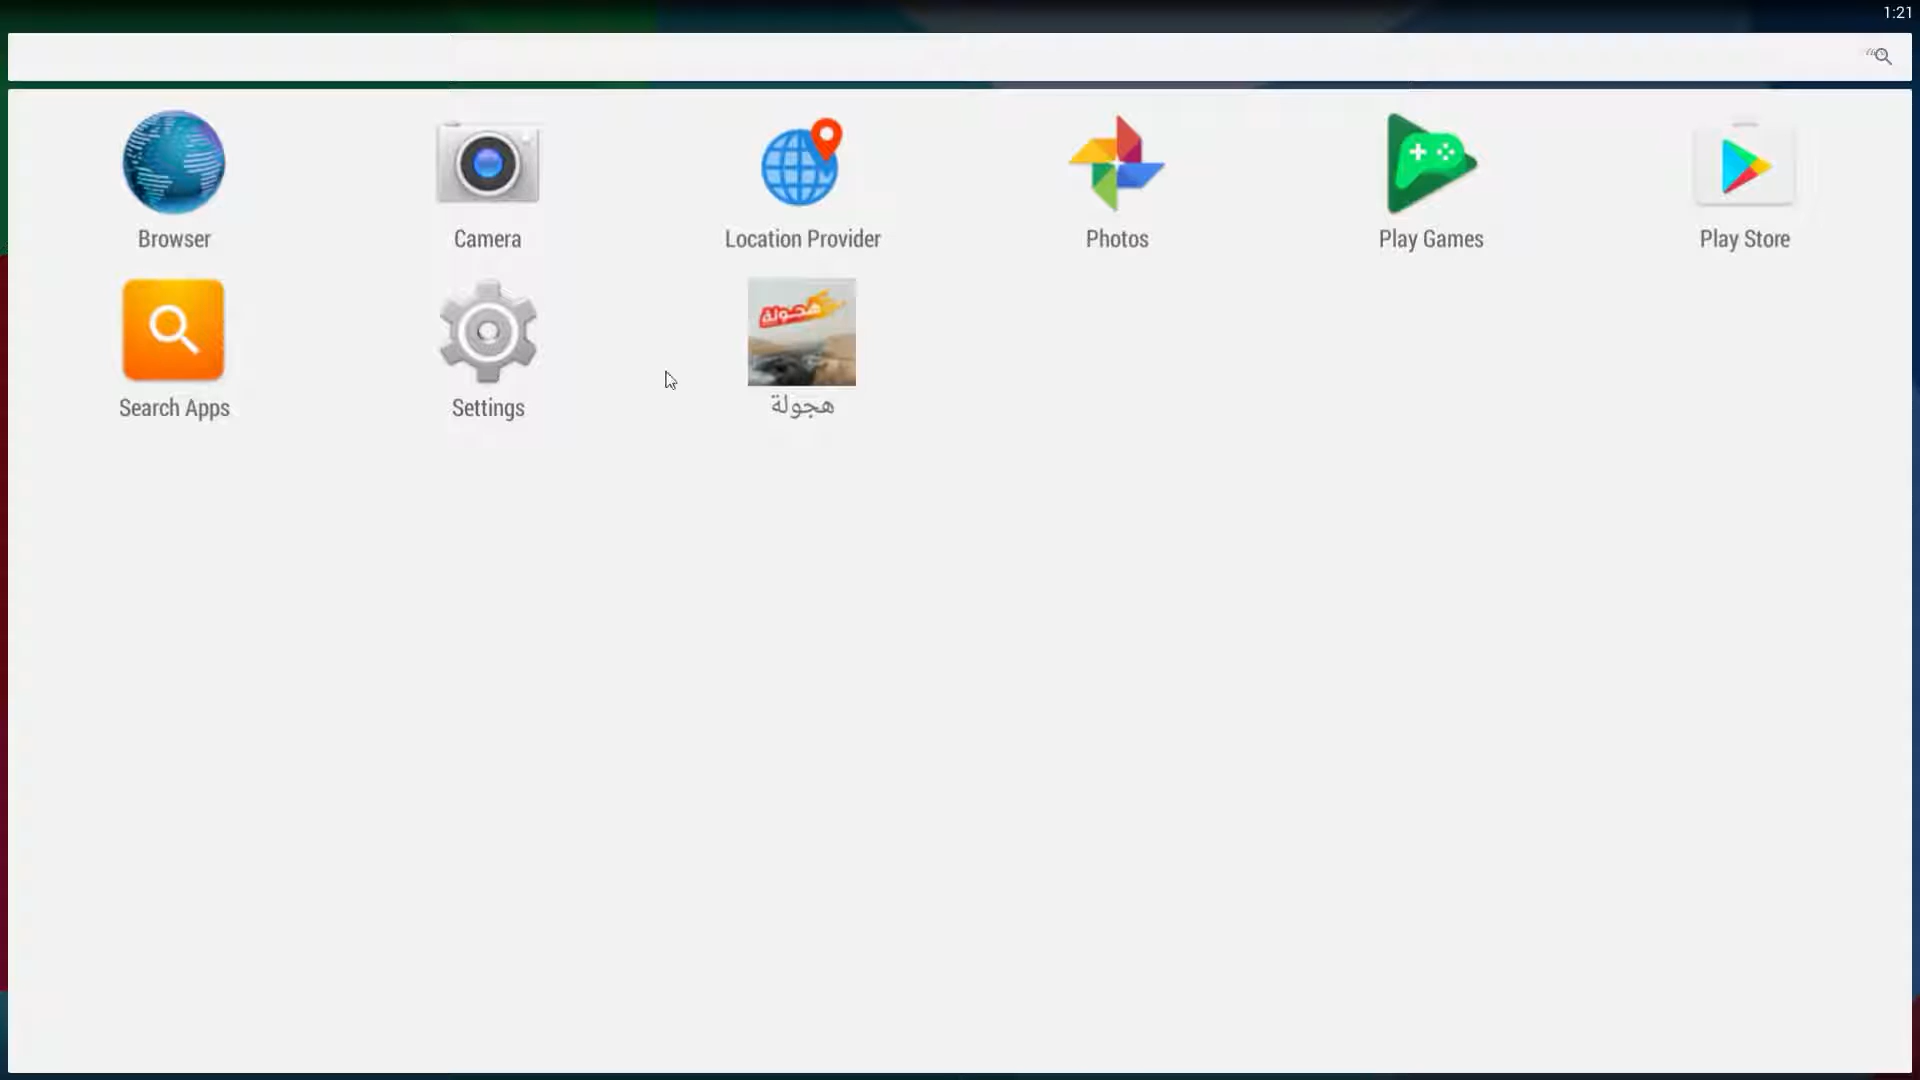 1:21
Browser
Camera
Location Provider
Photos
Play Games
Play Store
هجولة
Search Apps
Settings
هجولة